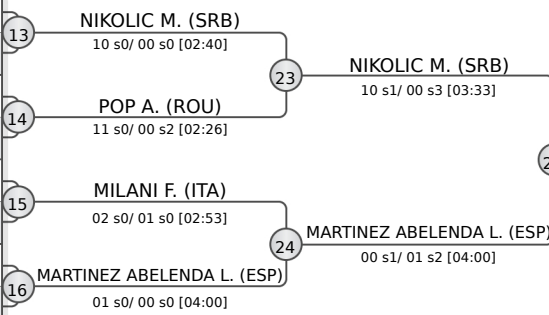 13
NIKOLIC M. (SRB)
10 s0/ 00 s0 [02:40]
23
NIKOLIC M. (SRB)
10 s1/ 00 s3 [03:33]
14
POP A. (ROU)
11 s0/ 00 s2 [02:26]
15
MILANI F. (ITA)
02 s0/ 01 s0 [02:53]
24
MARTINEZ ABELENDA L. (ESP)
00 s1/ 01 s2 [04:00]
16
MARTINEZ ABELENDA L. (ESP)
01 s0/ 00 s0 [04:00]